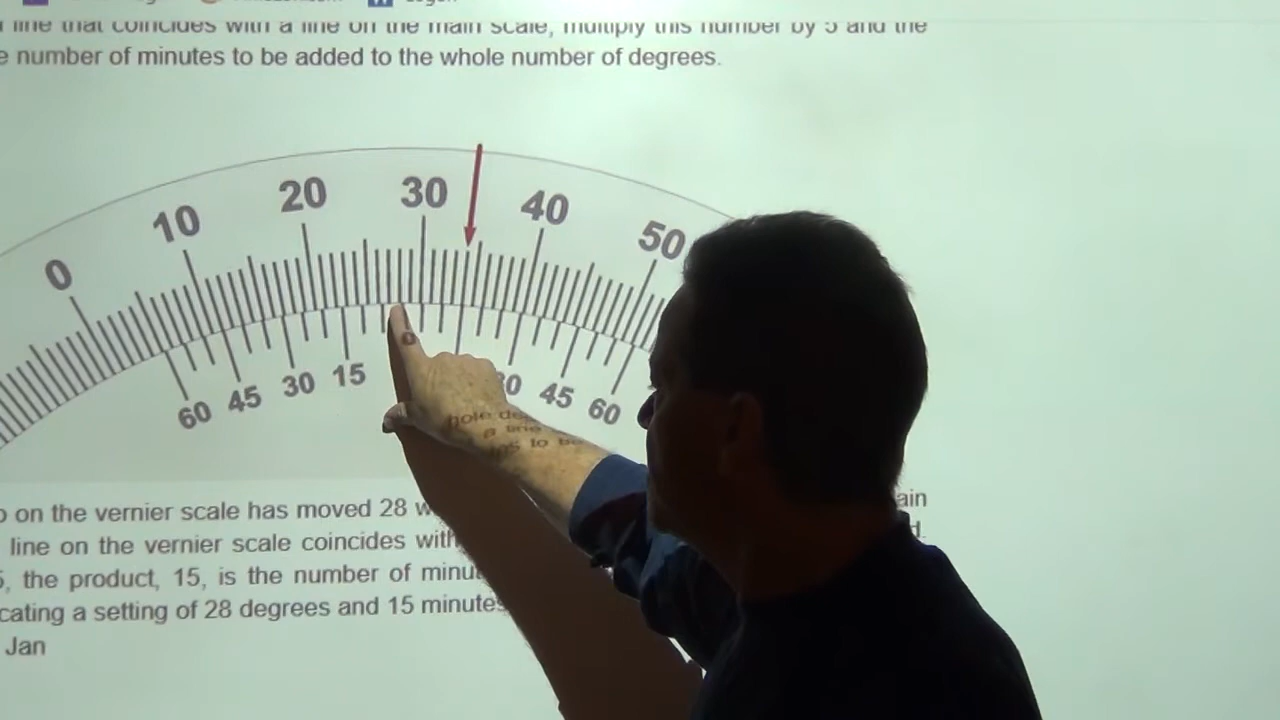 line that coincides with a line on the main scale, multiply this number by 5 and the
number of minutes to be added to the whole number of degrees.
0 10 20 30 40 50
60 45 30 15 0 30 45 60
on the vernier scale has moved 28
line on the vernier scale coincides with
the product, 15, is the number of
a setting of 28 degrees and 15 minutes
Jan